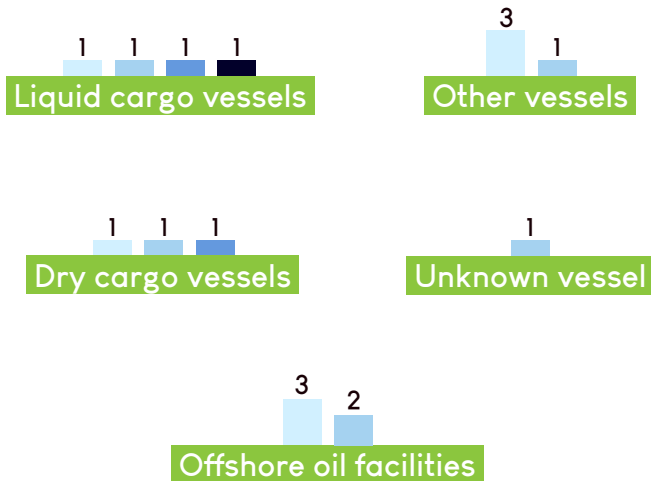 1 1 1 1
Liquid cargo vessels
3 1
Other vessels
1 1 1
Dry cargo vessels
1
Unknown vessel
3 2
Offshore oil facilities